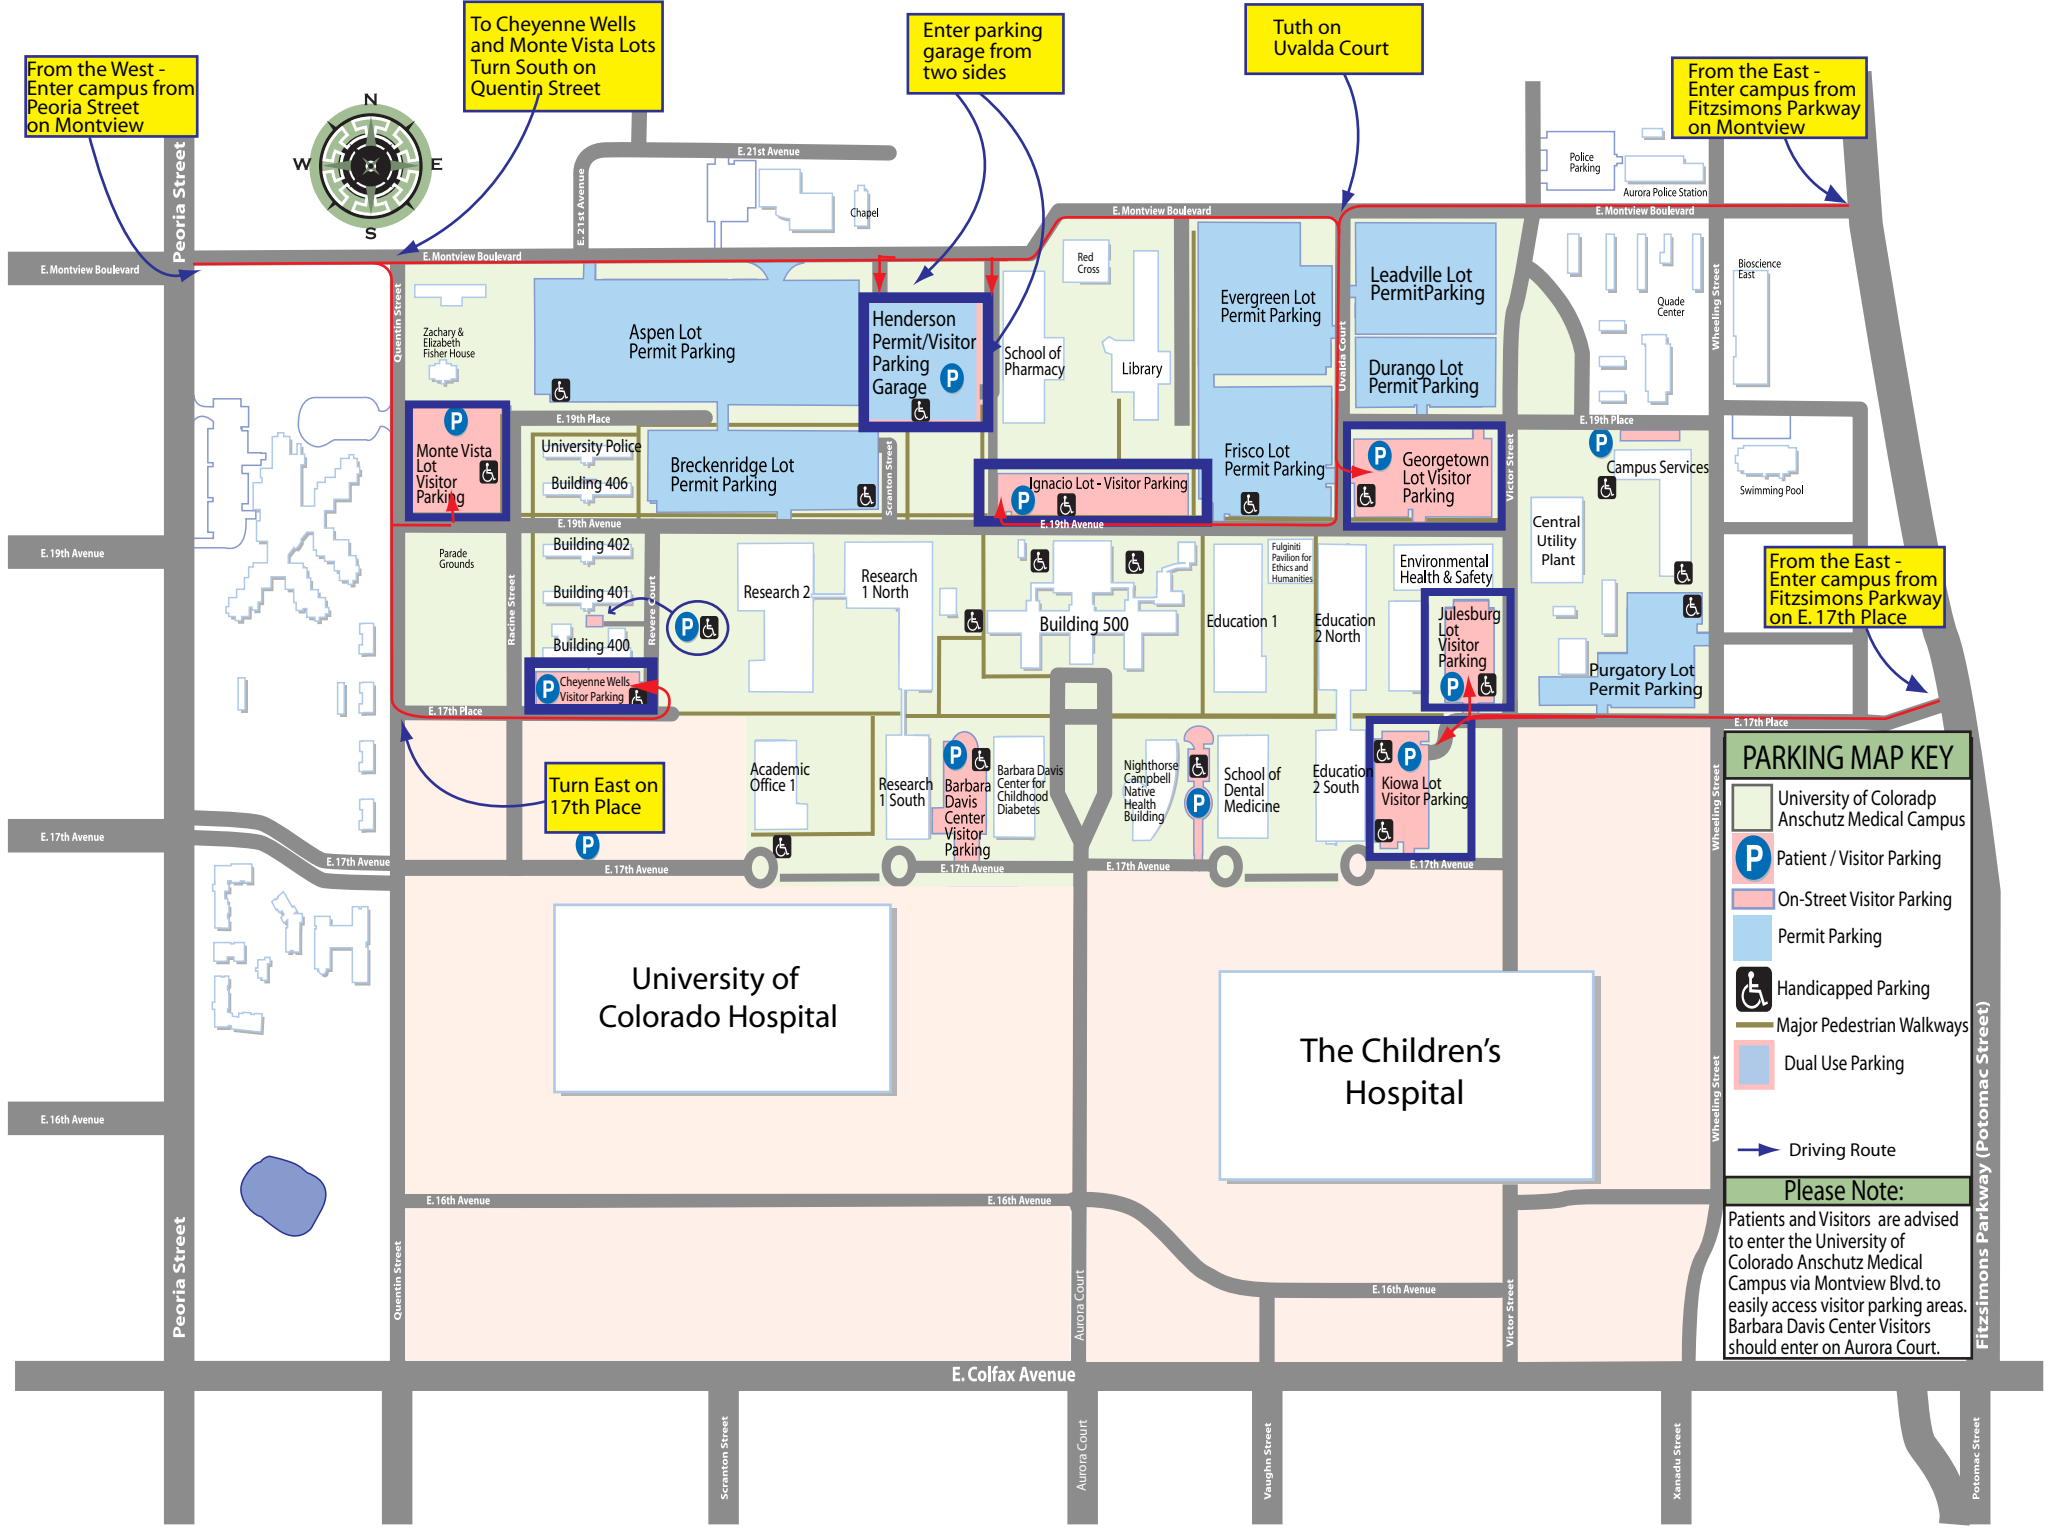 To Cheyenne Wells
and Monte Vista Lots
Turn South on
Quentin Street
Enter parking
garage from
two sides
Tuth on
Uvalda Court
From the West -
Enter campus from
Peoria Street
on Montview
From the East -
Enter campus from
Fitzsimons Parkway
on Montview
N
W
E
S
Peoria Street
E. 21st Avenue
E. 21st Avenue
Chapel
Police
Parking
Aurora Police Station
E. Montview Boulevard
E. Montview Boulevard
E. Montview Boulevard
E. Montview Boulevard
Quentin Street
Zachary &
Elizabeth
Fisher House
Aspen Lot
Permit Parking
Henderson
Permit/Visitor
Parking
Garage
P
Red
Cross
School of
Pharmacy
Library
Evergreen Lot
Permit Parking
Uvalda Court
Leadville Lot
PermitParking
Durango Lot
Permit Parking
Quade
Center
Wheeling Street
Bioscience
East
P
Monte Vista
Lot
Visitor
Parking
E. 19th Place
University Police
Building 406
Breckenridge Lot
Permit Parking
Scranton Street
Ignacio Lot - Visitor Parking
P
Frisco Lot
Permit Parking
P
Georgetown
Lot Visitor
Parking
Victor Street
E. 19th Place
P
Campus Services
Swimming Pool
E. 19th Avenue
E. 19th Avenue
E. 19th Avenue
Parade
Grounds
Racine Street
Building 402
Building 401
Building 400
Revere Court
P
Research 2
Research
1 North
Building 500
Education 1
Fulginiti
Pavilion for
Ethics and
Humanities
Education
2 North
Environmental
Health & Safety
Central
Utility
Plant
From the East -
Enter campus from
Fitzsimons Parkway
on E. 17th Place
Julesburg
Lot
Visitor
Parking
P
Purgatory Lot
Permit Parking
P
Cheyenne Wells
Visitor Parking
E. 17th Place
E. 17th Place
Turn East on
17th Place
P
Academic
Office 1
Research
1 South
P
Barbara
Davis
Center
Visitor
Parking
Barbara Davis
Center for
Childhood
Diabetes
Nighthorse
Campbell
Native
Health
Building
P
School of
Dental
Medicine
Education
2 South
P
Kiowa Lot
Visitor Parking
E. 17th Avenue
E. 17th Avenue
E. 17th Avenue
E. 17th Avenue
E. 17th Avenue
E. 17th Avenue
Wheeling Street
University of
Colorado Hospital
The Children's
Hospital
PARKING MAP KEY
University of Coloradp
Anschutz Medical Campus
P
Patient / Visitor Parking
On-Street Visitor Parking
Permit Parking
Handicapped Parking
Major Pedestrian Walkways
Dual Use Parking
Driving Route
Please Note:
Patients and Visitors are advised
to enter the University of
Colorado Anschutz Medical
Campus via Montview Blvd. to
easily access visitor parking areas.
Barbara Davis Center Visitors
should enter on Aurora Court.
Wheeling Street
Fitzsimons Parkway (Potomac Street)
E. 16th Avenue
E. 16th Avenue
E. 16th Avenue
E. 16th Avenue
Peoria Street
Quentin Street
Aurora Court
Victor Street
E. Colfax Avenue
Scranton Street
Aurora Court
Vaughn Street
Xanadu Street
Potomac Street